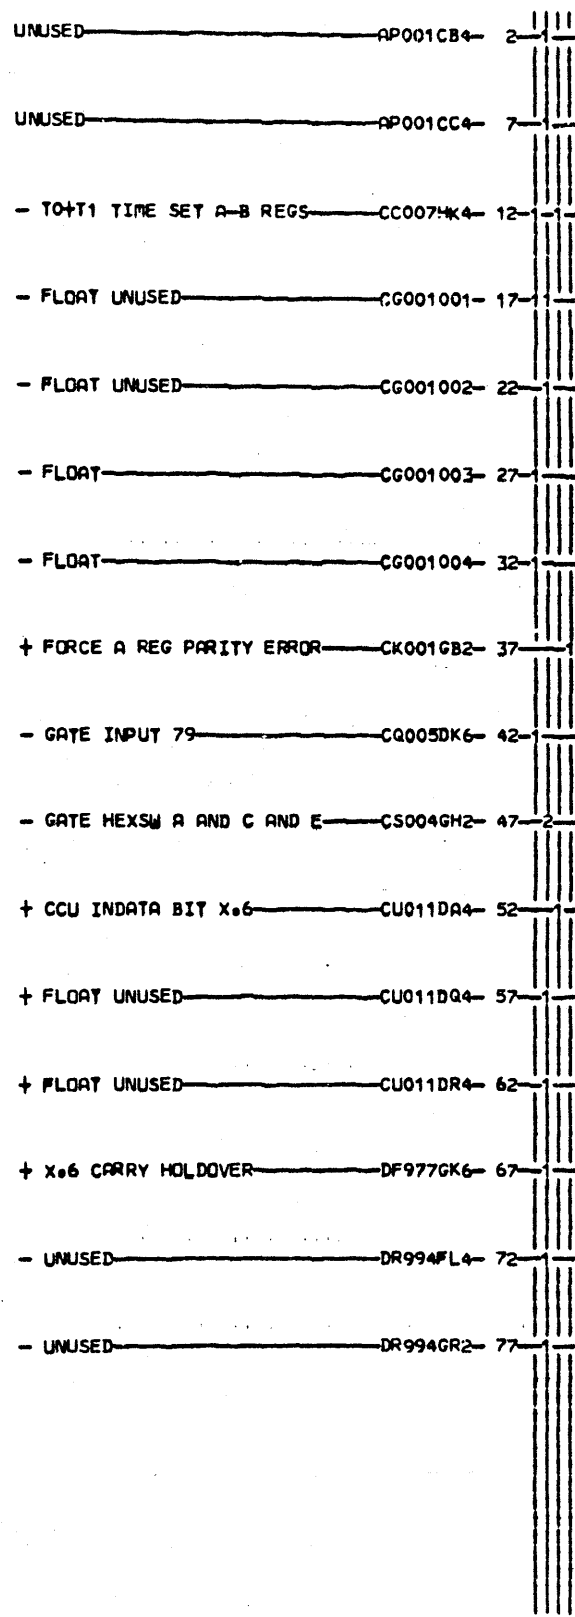 UNUSED AP001CB4- 2-1
UNUSED AP001CC4- 7-1
- T0+T1 TIME SET A-B REGS CC007HK4- 12-1-1
- FLOAT UNUSED CG001001- 17-11
- FLOAT UNUSED CG001002- 22-1
- FLOAT CG001003- 27-1
- FLOAT CG001004- 32-1
+ FORCE A REG PARITY ERROR CK001GB2- 37-1
- GATE INPUT 79 CQ005DK6- 42-1
- GATE HEXSW A AND C AND E CS004GH2- 47-2
+ CCU INDATA BIT X.6 CU011DA4- 52-1
+ FLOAT UNUSED CU011DQ4- 57-1
+ FLOAT UNUSED CU011DR4- 62-1
+ X.6 CARRY HOLDOVER DF977GK6- 67-1
- UNUSED DR994FL4- 72-1
- UNUSED DR994GR2- 77-1